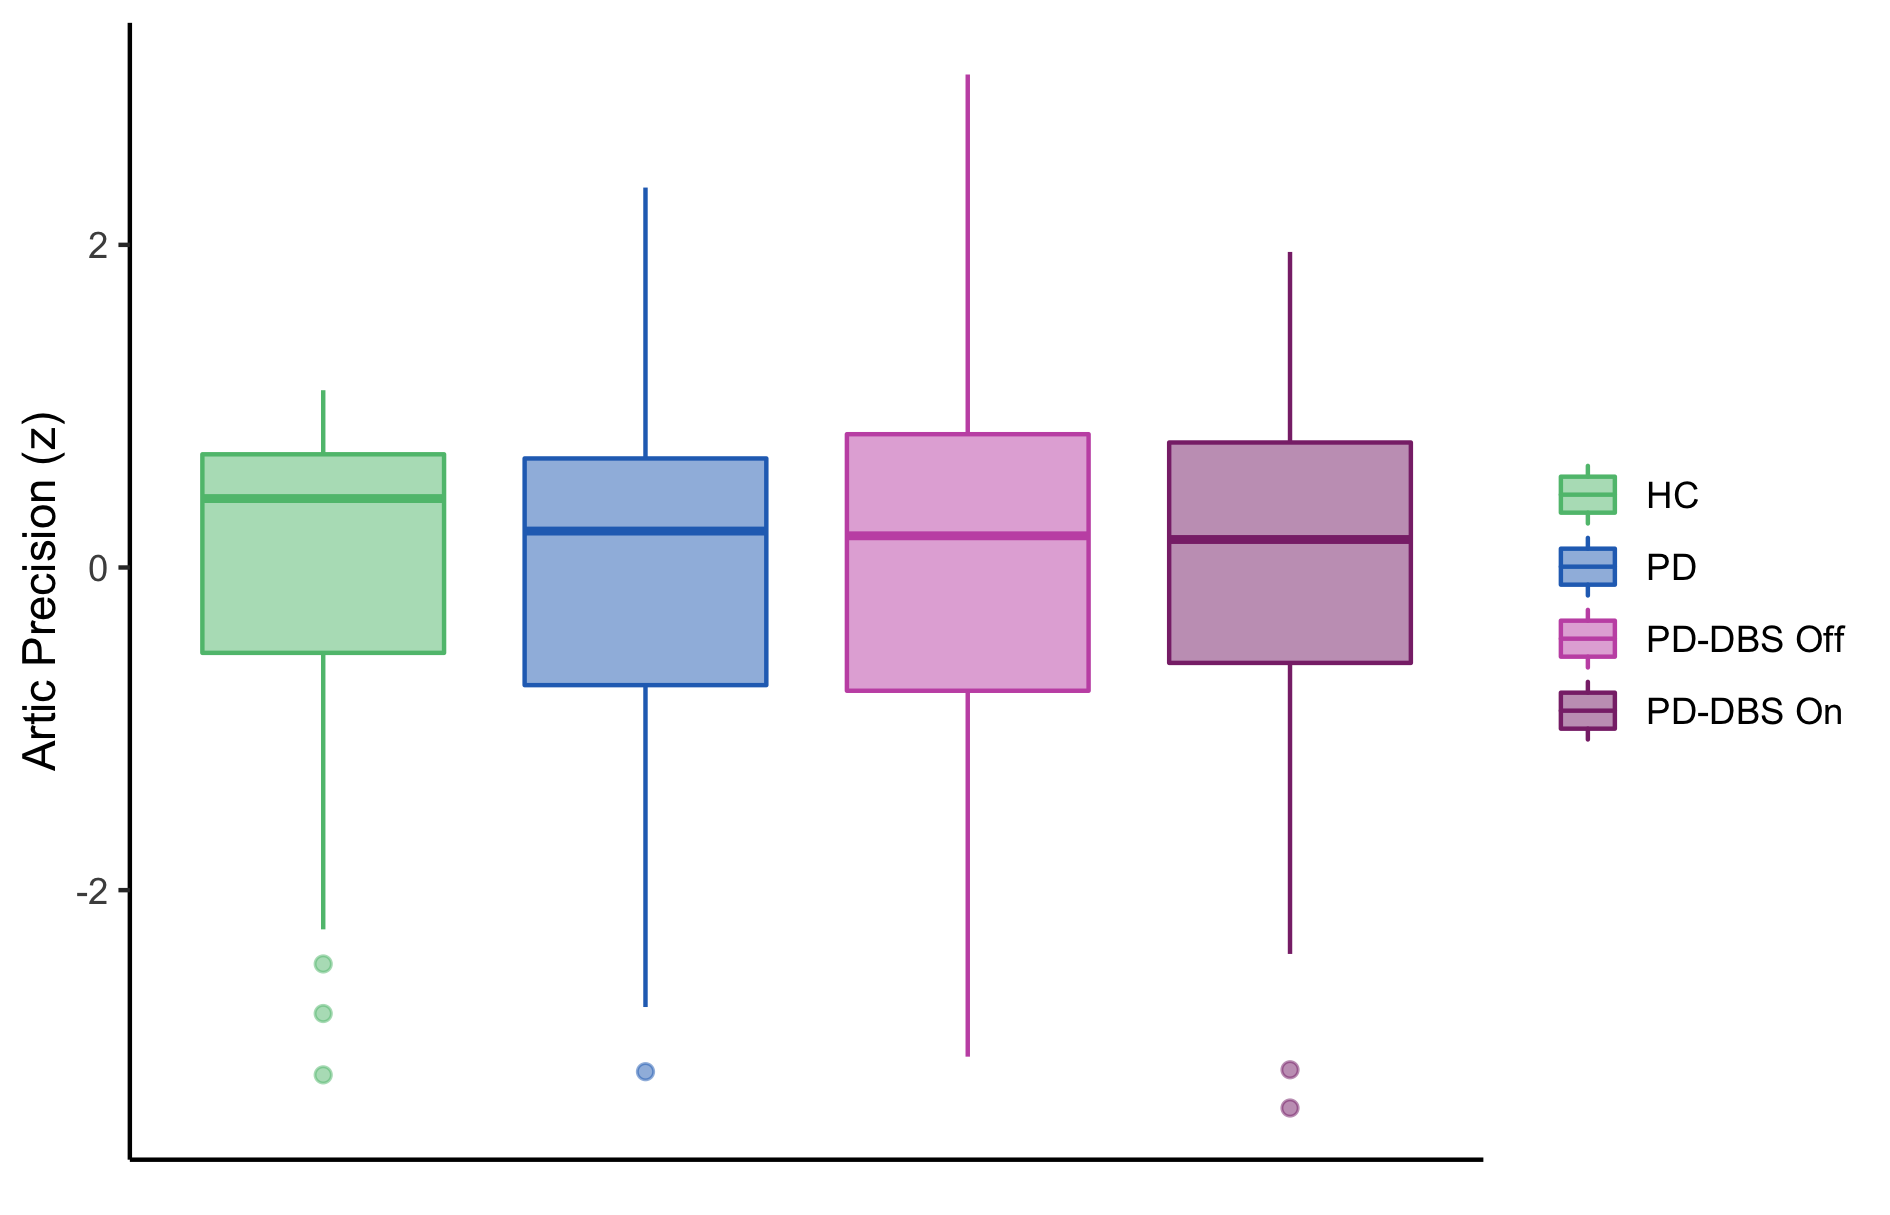 Artic Precision (z)
2
0
-2
HC
PD
PD-DBS Off
PD-DBS On